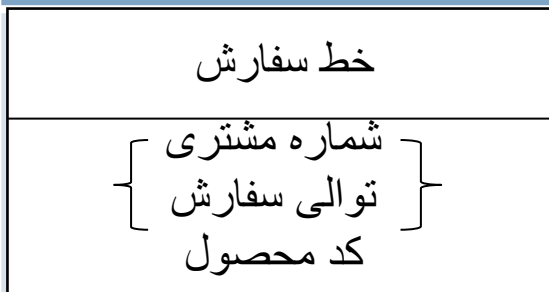 خط سفارش
شماره مشتری
توالی سفارش
کد محصول